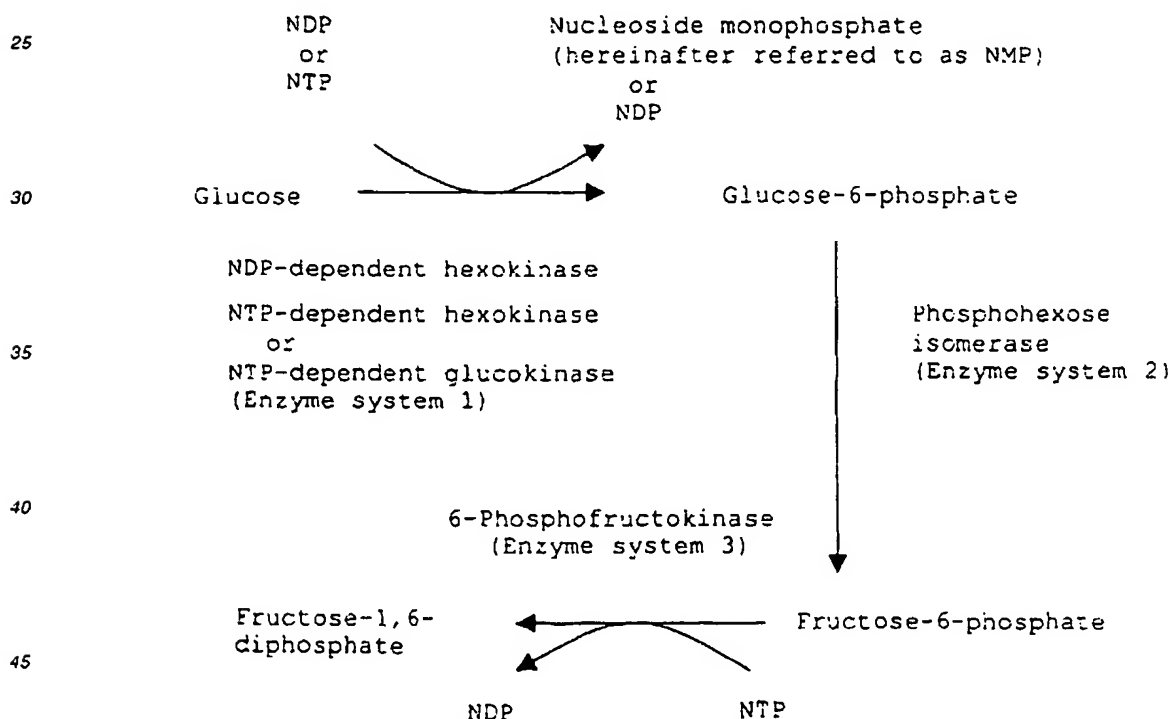 25
NDP
or
NTP
Nucleoside monophosphate
(hereinafter referred to as NMP)
or
NDP
30
Glucose
Glucose-6-phosphate
NDP-dependent hexokinase
NTP-dependent hexokinase
or
NTP-dependent glucokinase
(Enzyme system 1)
35
Phosphohexose
isomerase
(Enzyme system 2)
40
6-Phosphofructokinase
(Enzyme system 3)
Fructose-1,6-
diphosphate
Fructose-6-phosphate
45
NDP
NTP